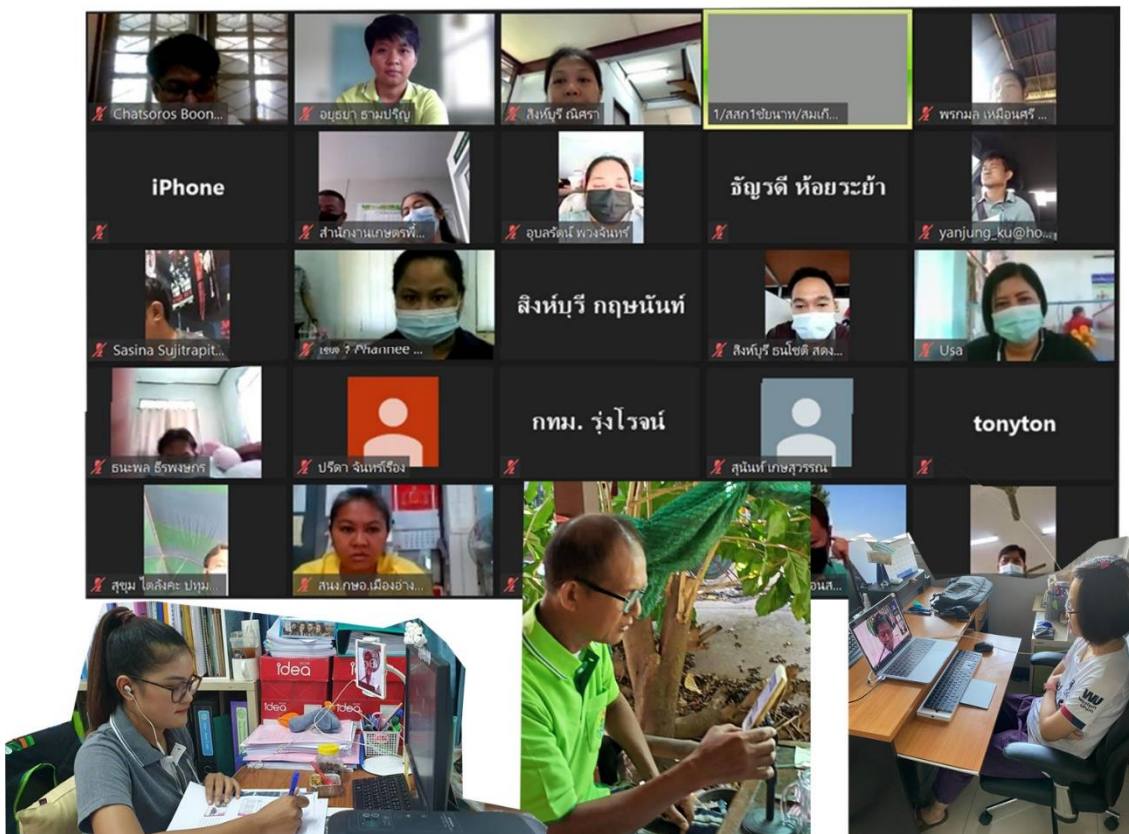 Chatsoros Boon...
อยุธยา ธามปริญ
สิงห์บุรี ณิศรา
1/สสก1ชัยนาท/สมเกี...
พรกมล เหมือนศรี ...
iPhone
สำนักงานเกษตรพื้...
อุบลรัตน์ พวงจันทร์
ธัญรดี ห้อยระย้า
yanjung_ku@ho...
Sasina Sujitrapit...
Phannee ...
สิงห์บุรี กฤษนันท์
สิงห์บุรี ธนโชติ สดง...
Usa
ธนะพล ธีรพงษกร
ปรีดา จันทร์เรือง
กทม. รุ่งโรจน์
สุนันท์ เกษสุวรรณ
tonyton
สุขุม ไตลังคะ ปทุม...
สนง.กษอ.เมืองอ่าง...
idea
idea
idea
idea